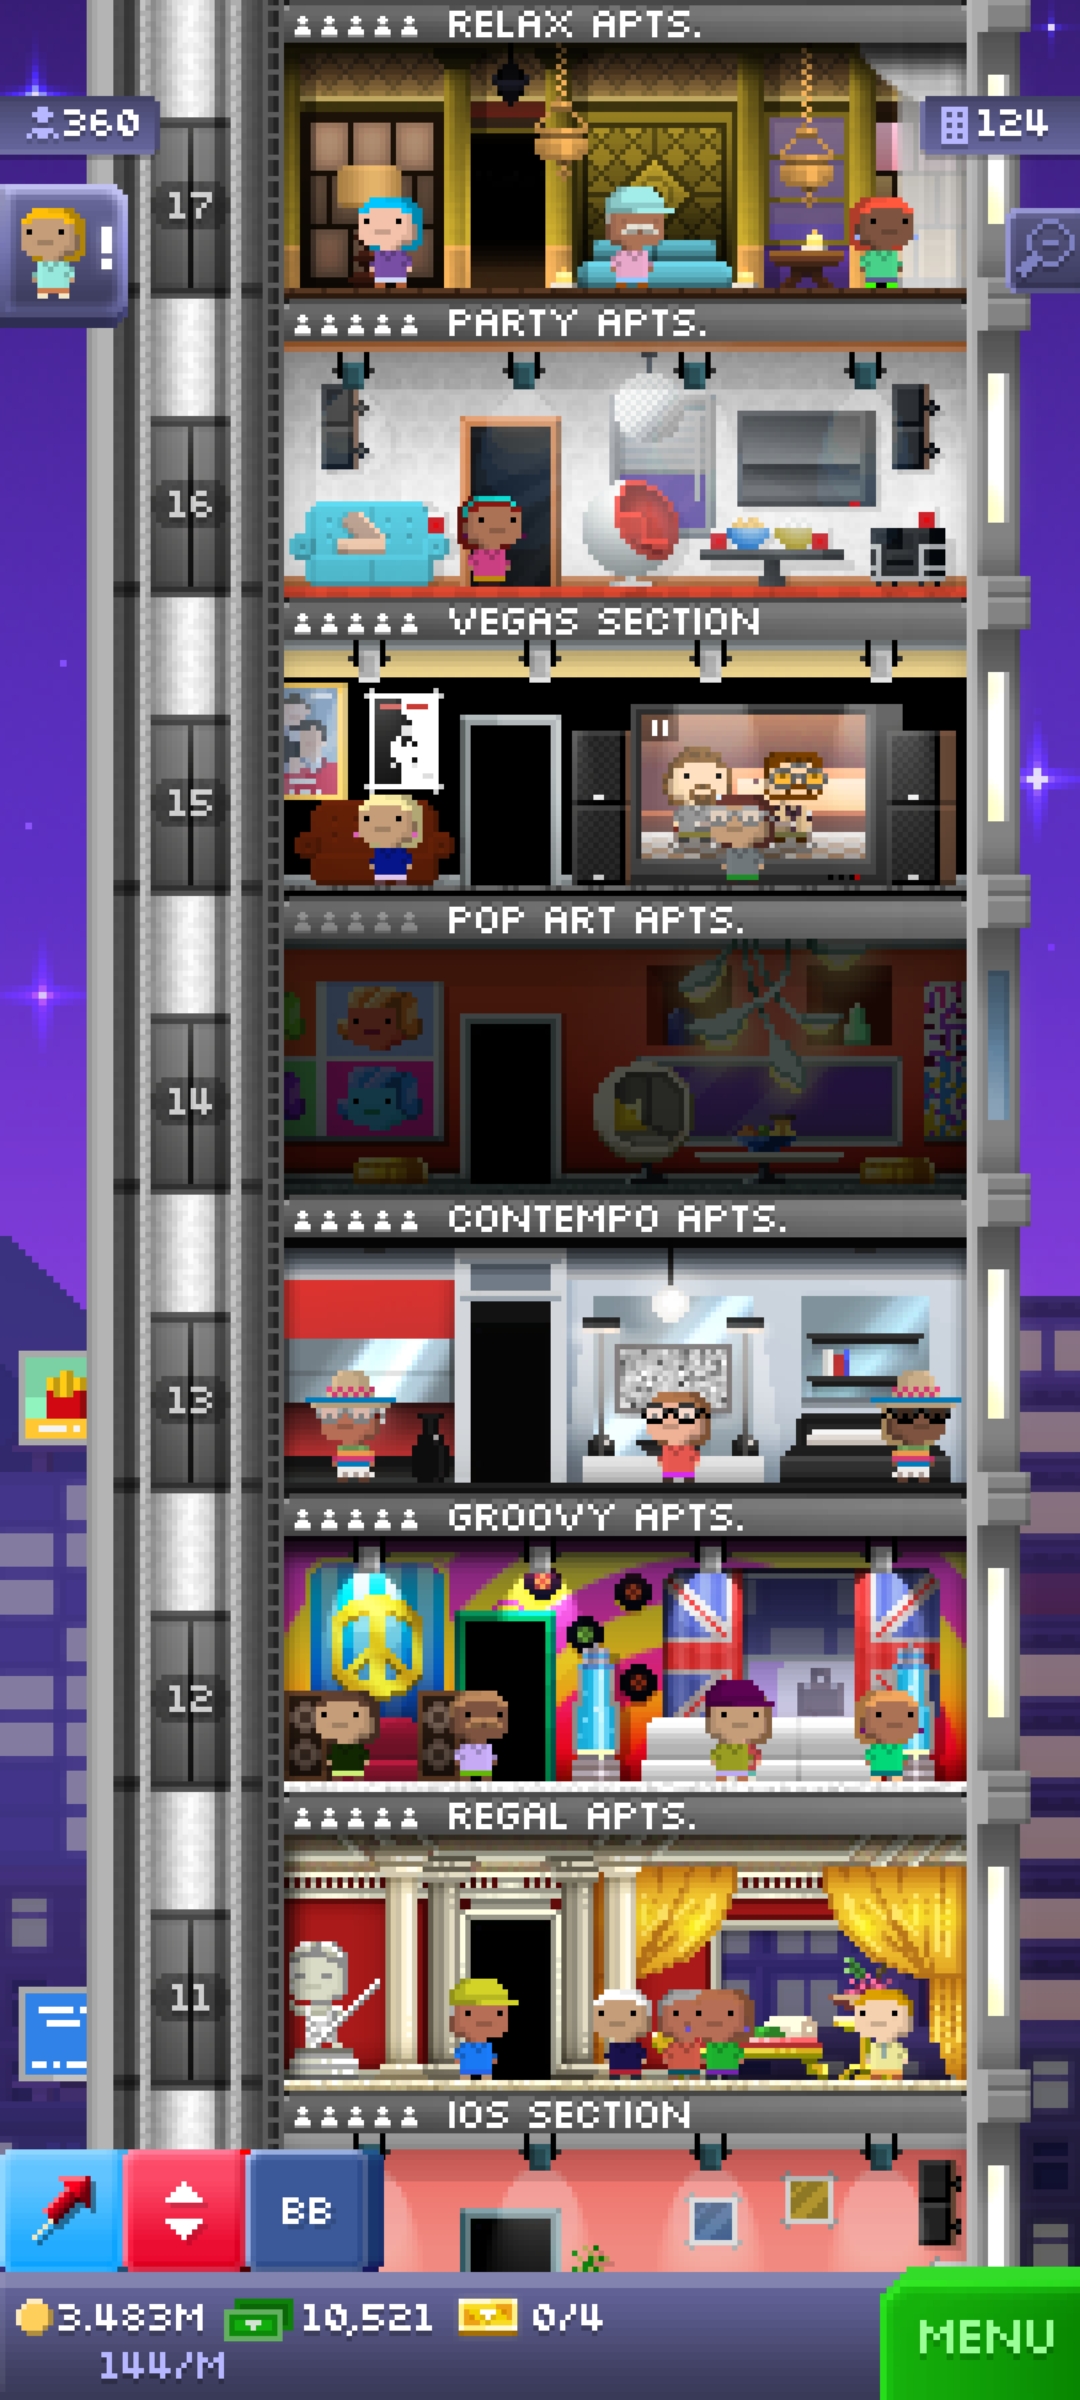 RELAX APTS.
360
124
17
!
PARTY APTS.
16
VEGAS SECTION
15
POP ART APTS.
14
CONTEMPO APTS.
13
GROOVY APTS.
12
REGAL APTS.
11
IOS SECTION
BB
3.483M 10,521 0/4
144/M
MENU